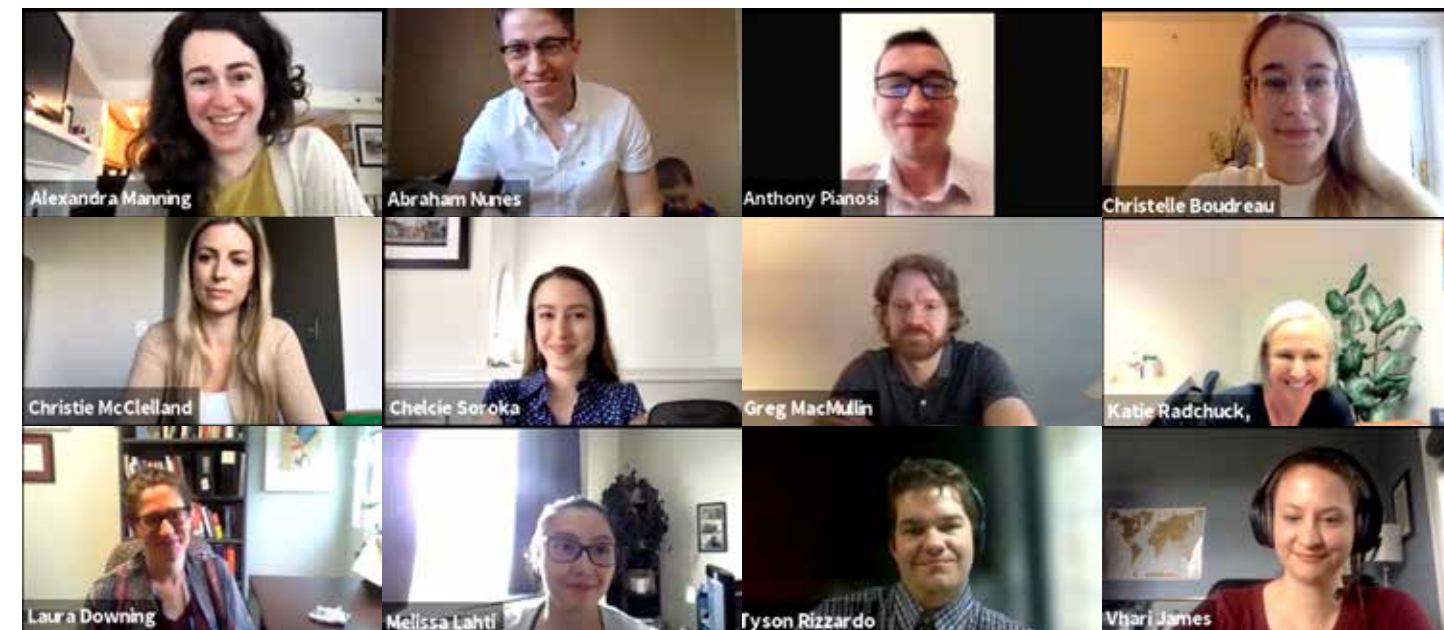 Alexandra Manning
Abraham Nunes
Anthony Pianosi
Christelle Boudreau
Christie McClelland
Chelcie Soroka
Greg MacMullin
Katie Radchuck,
Laura Downing
Melissa Lahti
Tyson Rizzardo
Vhari James